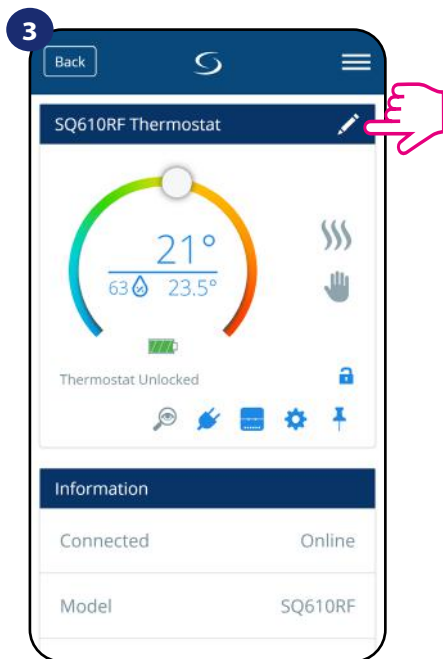 3
Back
SQ610RF Thermostat
21°
63 % 23.5°
Thermostat Unlocked
Information
Connected Online
Model SQ610RF